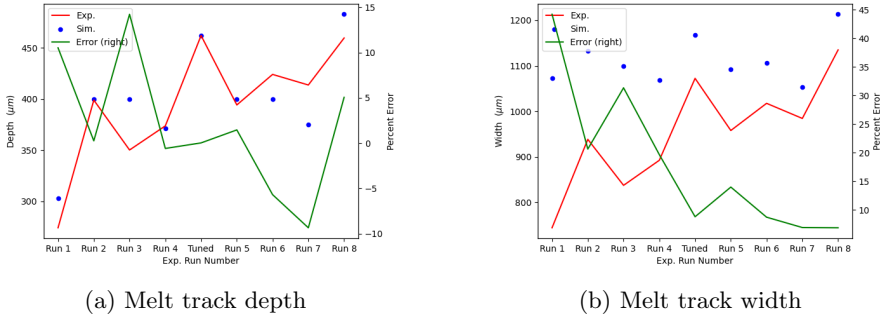 Exp.
Sim.
Error (right)
450
400
350
300
Depth (μm)
15
10
5
0
−5
−10
Percent Error
Run 1 Run 2 Run 3 Run 4 Tuned Run 5 Run 6 Run 7 Run 8
Exp. Run Number
(a) Melt track depth
Exp.
Sim.
Error (right)
1200
1100
1000
900
800
Width (μm)
45
40
35
30
25
20
15
10
Percent Error
Run 1 Run 2 Run 3 Run 4 Tuned Run 5 Run 6 Run 7 Run 8
Exp. Run Number
(b) Melt track width